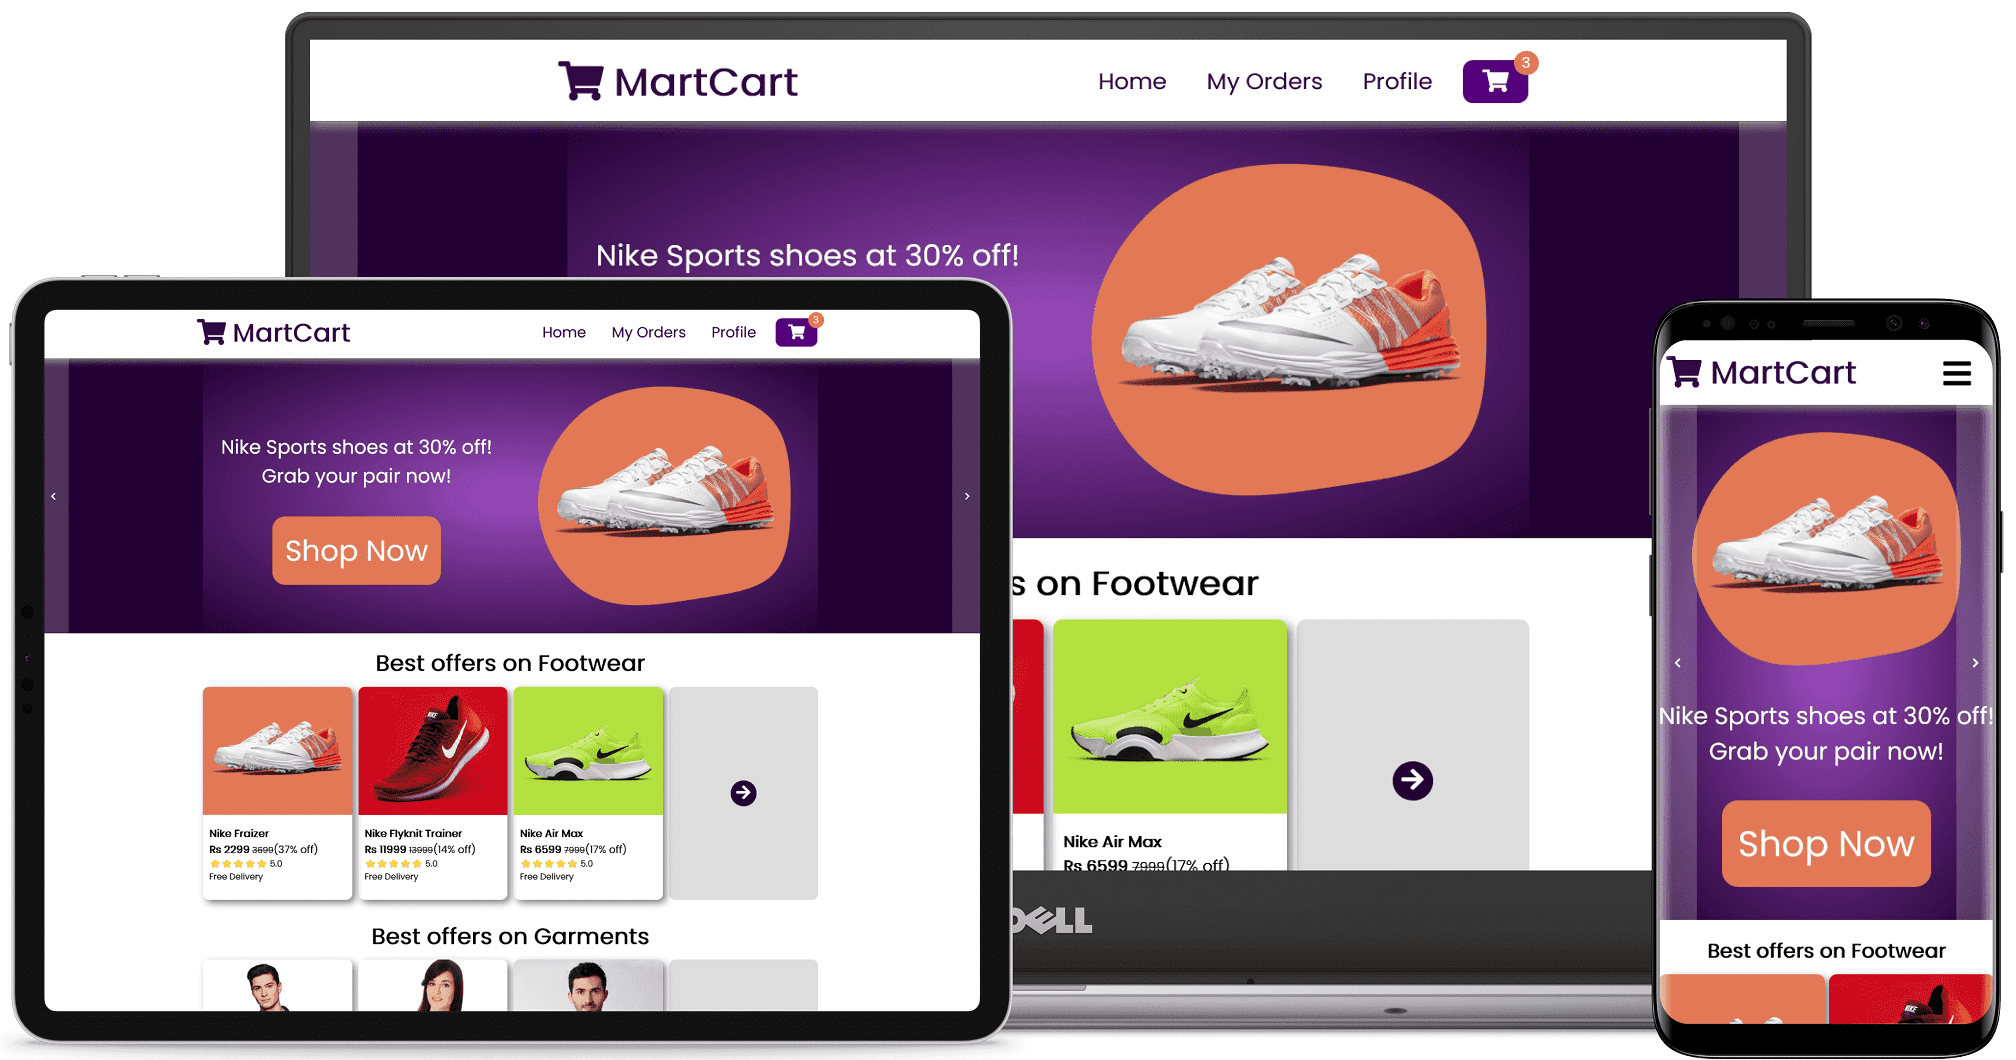 MartCart
Home
My Orders
Profile
3
Nike Sports shoes at 30% off!
s on Footwear
Nike Air Max
Rs 6599 7999(17% off)
DELL
MartCart
Home
My Orders
Profile
3
Nike Sports shoes at 30% off!
Grab your pair now!
Shop Now
Best offers on Footwear
Nike Fraizer
Rs 2299 3699(37% off)
5.0
Free Delivery
Nike Flyknit Trainer
Rs 11999 13999(14% off)
5.0
Free Delivery
Nike Air Max
Rs 6599 7999(17% off)
5.0
Free Delivery
Best offers on Garments
MartCart
Nike Sports shoes at 30% off!
Grab your pair now!
Shop Now
Best offers on Footwear